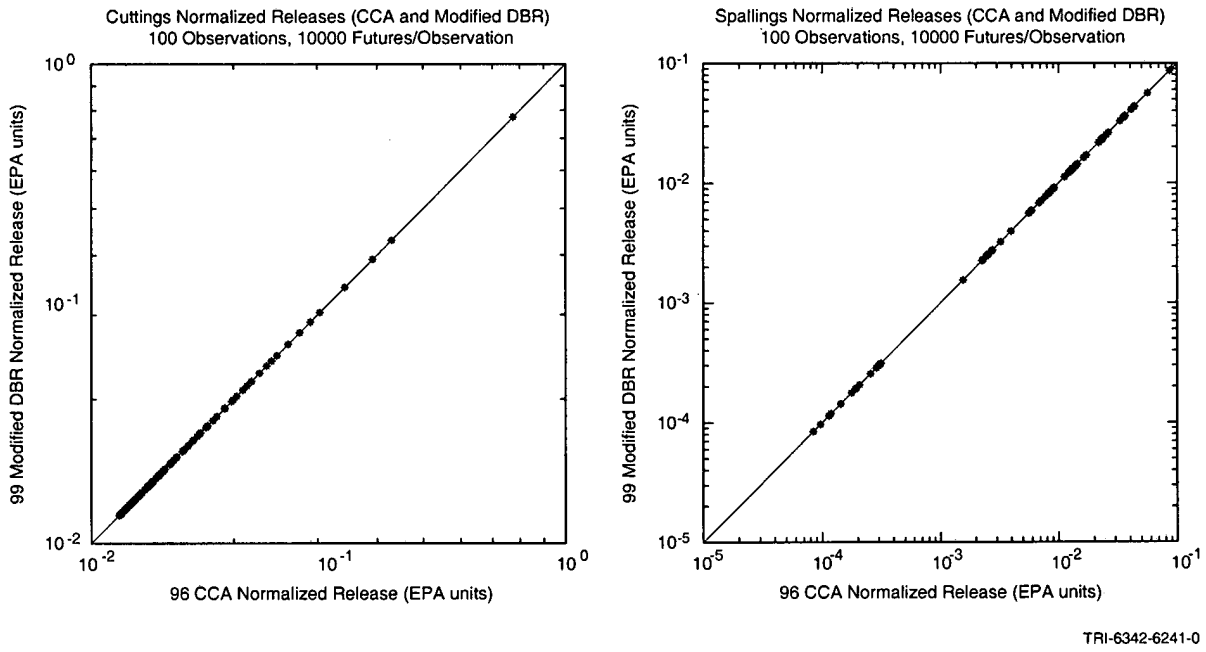 Cuttings Normalized Releases (CCA and Modified DBR)
100 Observations, 10000 Futures/Observation
99 Modified DBR Normalized Release (EPA units)
10⁰
10⁻¹
10⁻²
10⁻²
10⁻¹
10⁰
96 CCA Normalized Release (EPA units)
Spallings Normalized Releases (CCA and Modified DBR)
100 Observations, 10000 Futures/Observation
99 Modified DBR Normalized Release (EPA units)
10⁻¹
10⁻²
10⁻³
10⁻⁴
10⁻⁵
10⁻⁵
10⁻⁴
10⁻³
10⁻²
10⁻¹
96 CCA Normalized Release (EPA units)
TRI-6342-6241-0